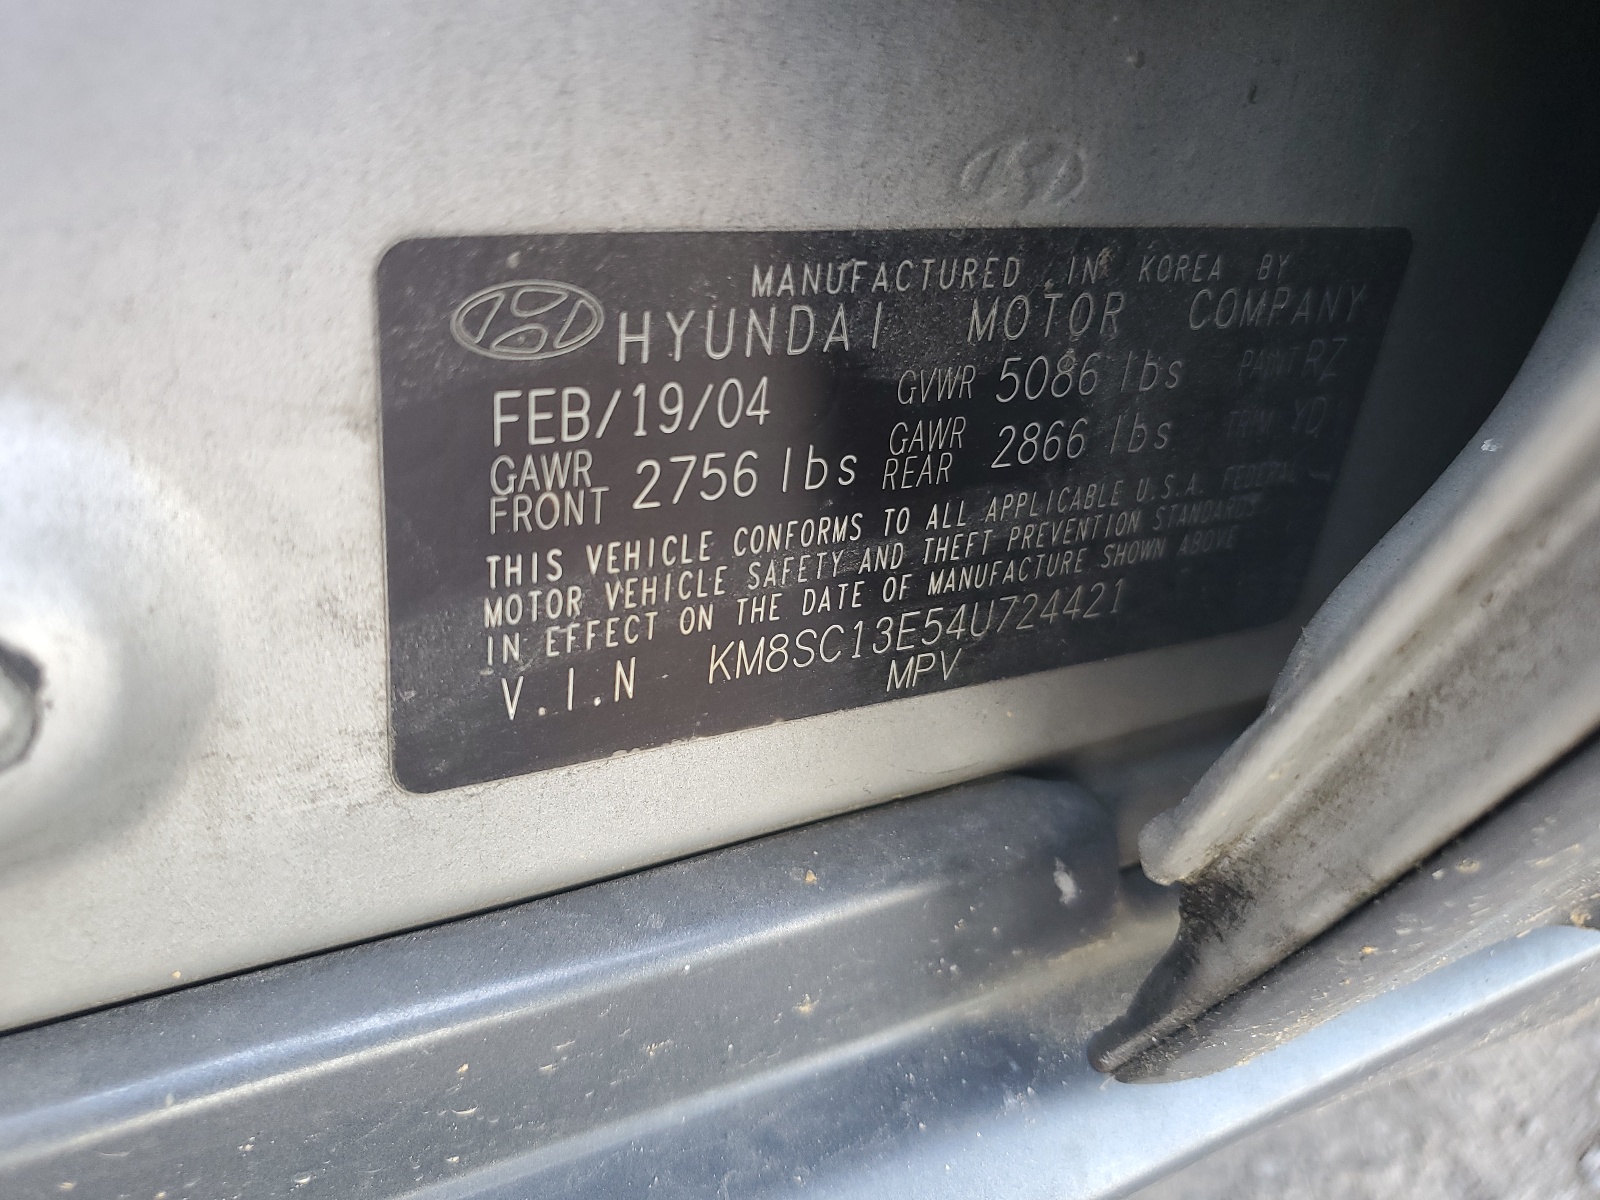 MANUFACTURED IN KOREA BY
HYUNDAI MOTOR COMPANY
FEB/19/04 GVWR 5086 lbs PAINT RZ
GAWR FRONT 2756 lbs GAWR REAR 2866 lbs TRIM YD
THIS VEHICLE CONFORMS TO ALL APPLICABLE U.S.A. FEDERAL
MOTOR VEHICLE SAFETY AND THEFT PREVENTION STANDARDS
IN EFFECT ON THE DATE OF MANUFACTURE SHOWN ABOVE
V.I.N KM8SC13E54U724421
MPV